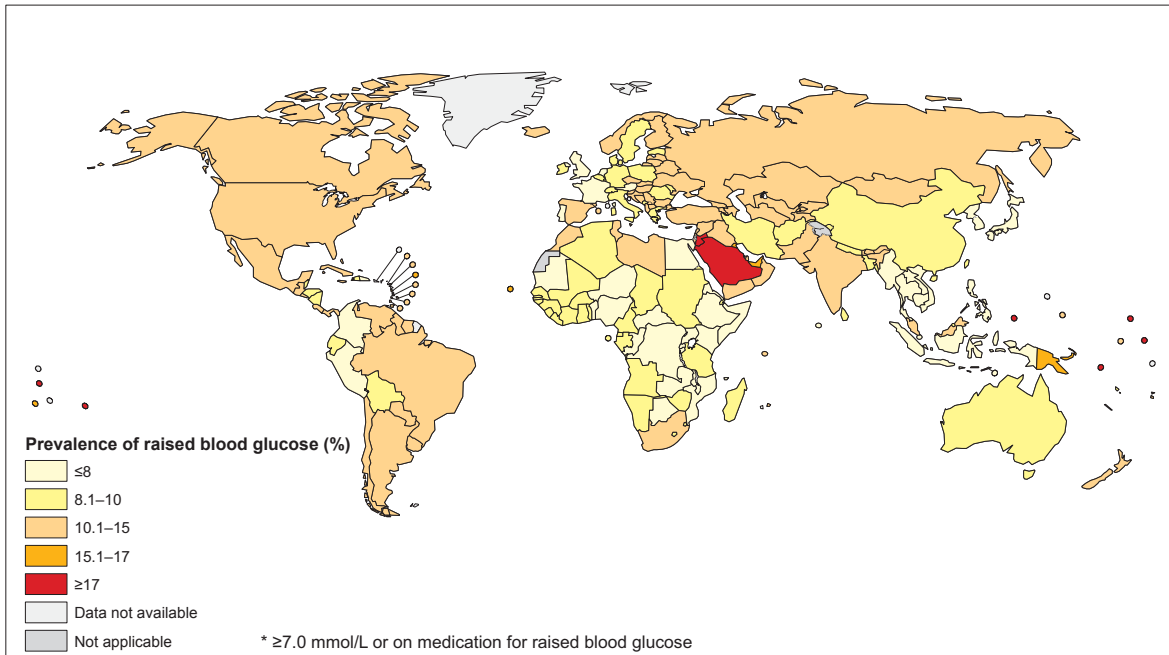 Prevalence of raised blood glucose (%)
≤8
8.1–10
10.1–15
15.1–17
≥17
Data not available
Not applicable
* ≥7.0 mmol/L or on medication for raised blood glucose